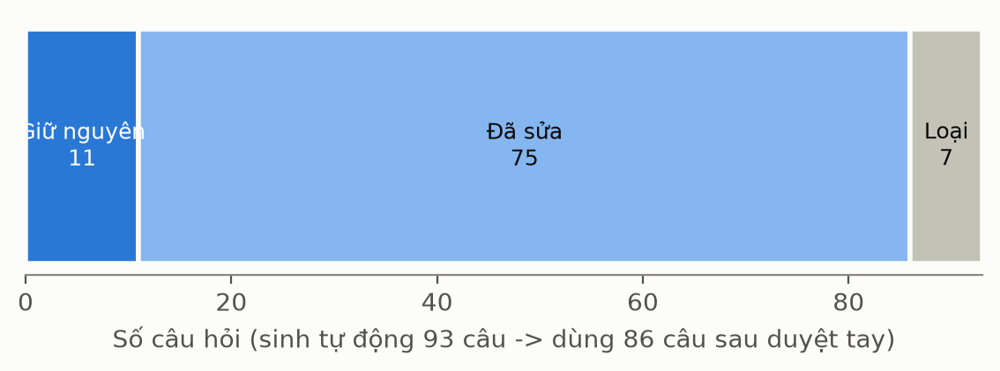 Giữ nguyên
11
Đã sửa
75
Loại
7
0 20 40 60 80
Số câu hỏi (sinh tự động 93 câu -> dùng 86 câu sau duyệt tay)